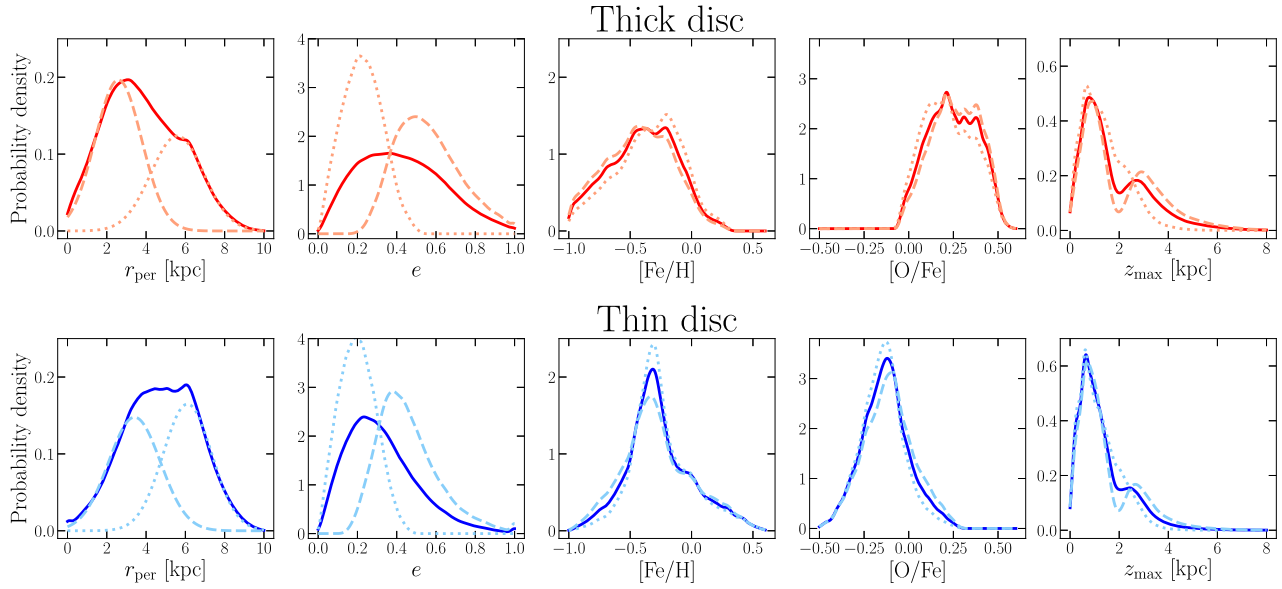 Thick disc
Probability density
0.0 0.1 0.2
0 2 4 6 8 10
r_per [kpc]
0 1 2 3 4
0.0 0.2 0.4 0.6 0.8 1.0
e
0 1 2
−1.0 −0.5 0.0 0.5
[Fe/H]
0 1 2 3
−0.50 −0.25 0.00 0.25 0.50
[O/Fe]
0.0 0.2 0.4 0.6
0 2 4 6 8
z_max [kpc]
Thin disc
Probability density
0.0 0.1 0.2
0 2 4 6 8 10
r_per [kpc]
0 1 2 3 4
0.0 0.2 0.4 0.6 0.8 1.0
e
0 1 2
−1.0 −0.5 0.0 0.5
[Fe/H]
0 1 2 3
−0.50 −0.25 0.00 0.25 0.50
[O/Fe]
0.0 0.2 0.4 0.6
0 2 4 6 8
z_max [kpc]